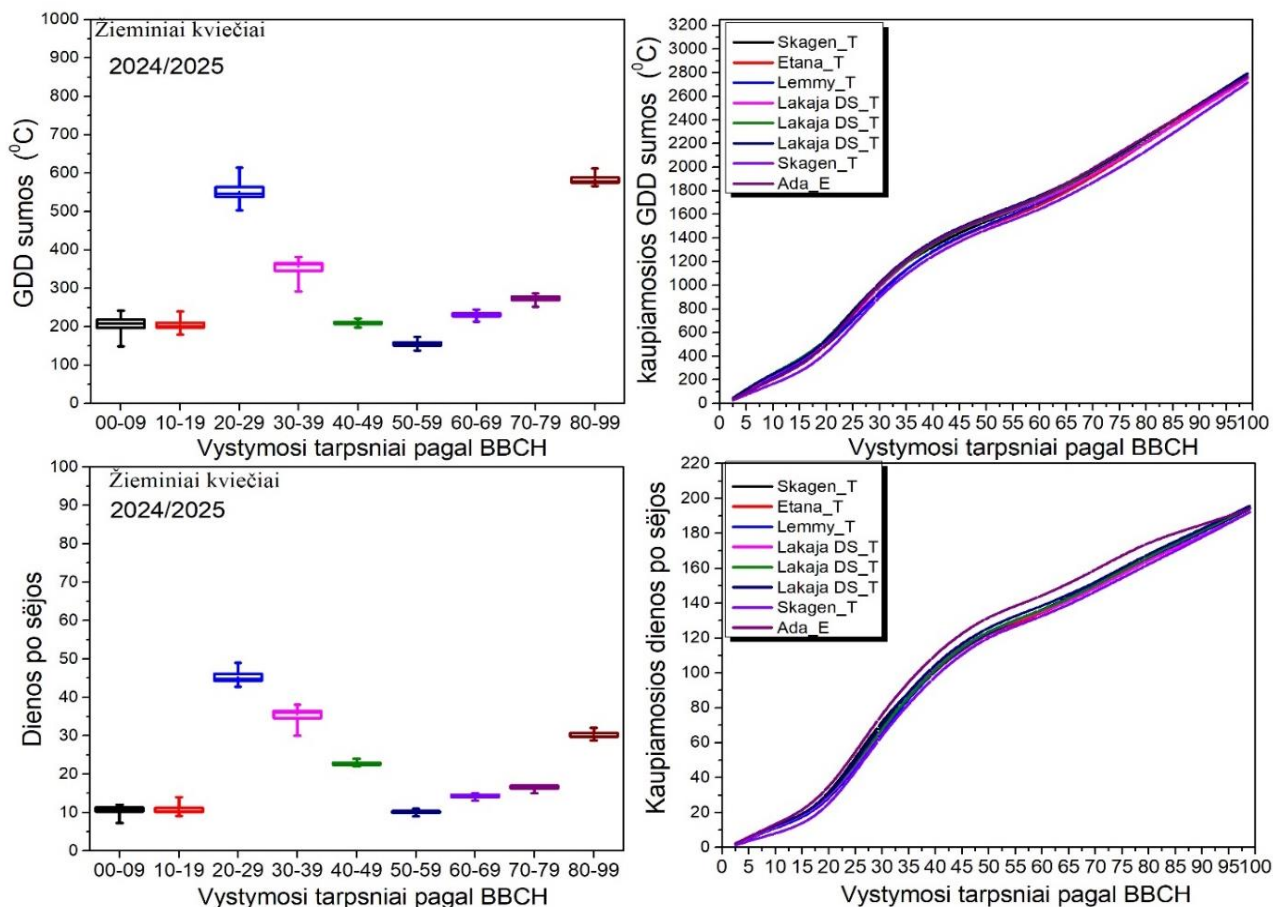 Žieminiai kviečiai
2024/2025
GDD sumos (⁰C)
1000
900
800
700
600
500
400
300
200
100
0
00-09 10-19 20-29 30-39 40-49 50-59 60-69 70-79 80-99
Vystymosi tarpsniai pagal BBCH
kaupiamosios GDD sumos (⁰C)
3200
3000
2800
2600
2400
2200
2000
1800
1600
1400
1200
1000
800
600
400
200
0
Skagen_T
Etana_T
Lemmy_T
Lakaja DS_T
Lakaja DS_T
Lakaja DS_T
Skagen_T
Ada_E
0 5 10 15 20 25 30 35 40 45 50 55 60 65 70 75 80 85 90 95 100
Vystymosi tarpsniai pagal BBCH
Žieminiai kviečiai
2024/2025
Dienos po sëjos
100
90
80
70
60
50
40
30
20
10
0
00-09 10-19 20-29 30-39 40-49 50-59 60-69 70-79 80-99
Vystymosi tarpsniai pagal BBCH
Kaupiamosios dienos po sëjos
220
200
180
160
140
120
100
80
60
40
20
0
Skagen_T
Etana_T
Lemmy_T
Lakaja DS_T
Lakaja DS_T
Lakaja DS_T
Skagen_T
Ada_E
0 5 10 15 20 25 30 35 40 45 50 55 60 65 70 75 80 85 90 95 100
Vystymosi tarpsniai pagal BBCH